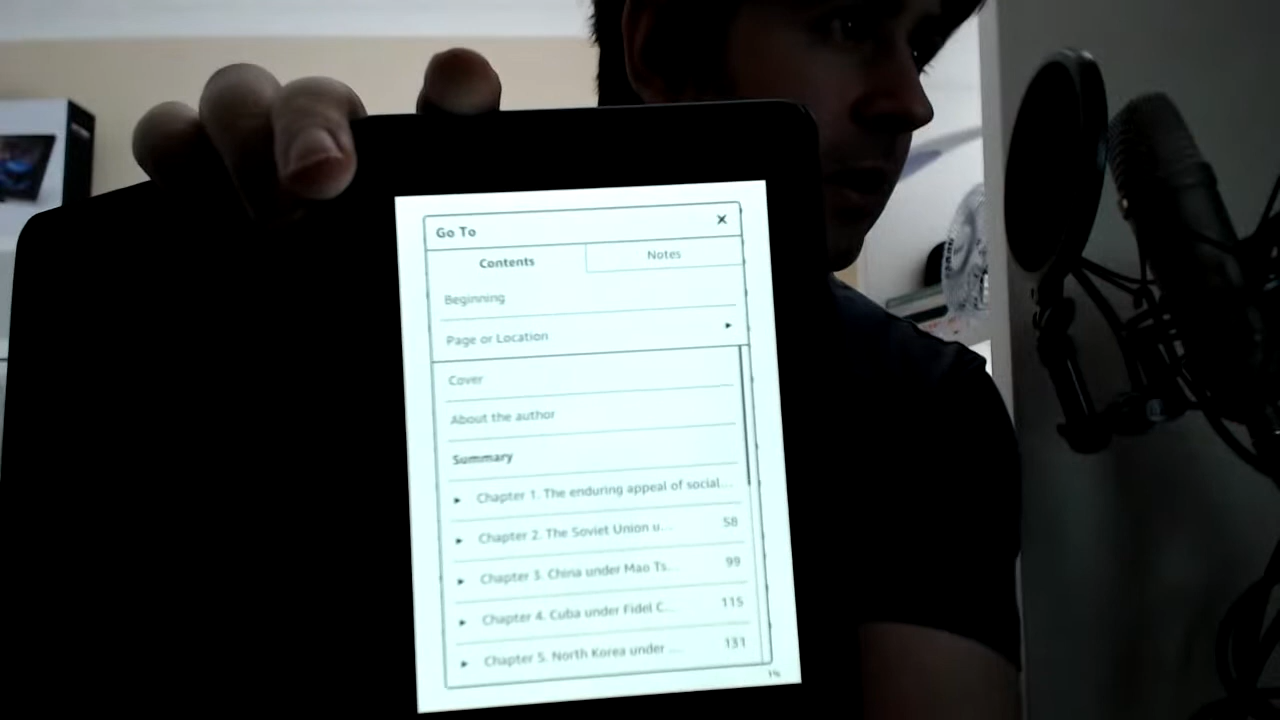 Go To
Contents
Notes
Beginning
Page or Location
Cover
About the author
Summary
Chapter 1. The enduring appeal of social...
Chapter 2. The Soviet Union u... 58
Chapter 3. China under Mao Ts... 99
Chapter 4. Cuba under Fidel C... 115
Chapter 5. North Korea under ... 131
1%